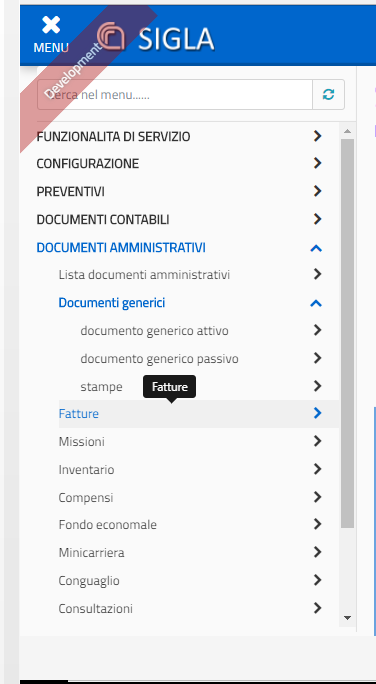 MENU
SIGLA
Development
Cerca nel menu......
FUNZIONALITA DI SERVIZIO
CONFIGURAZIONE
PREVENTIVI
DOCUMENTI CONTABILI
DOCUMENTI AMMINISTRATIVI
Lista documenti amministrativi
Documenti generici
documento generico attivo
documento generico passivo
stampe
Fatture
Fatture
Missioni
Inventario
Compensi
Fondo economale
Minicarriera
Conguaglio
Consultazioni